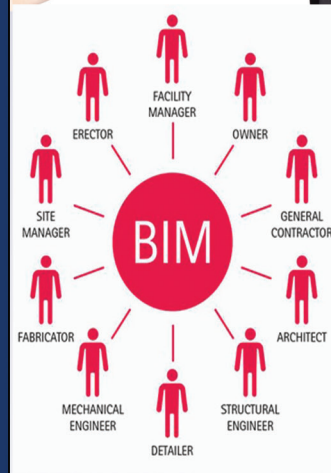 FACILITY
MANAGER
ERECTOR
OWNER
SITE
MANAGER
BIM
GENERAL
CONTRACTOR
FABRICATOR
ARCHITECT
MECHANICAL
ENGINEER
STRUCTURAL
ENGINEER
DETAILER